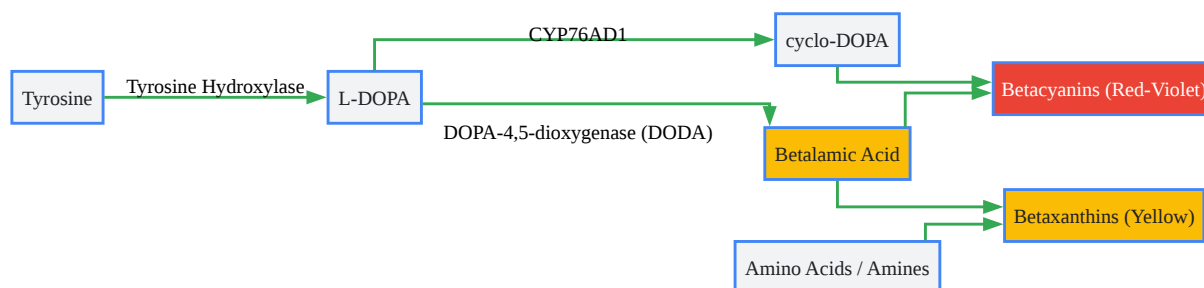 Tyrosine
Tyrosine Hydroxylase
L-DOPA
CYP76AD1
cyclo-DOPA
DOPA-4,5-dioxygenase (DODA)
Betalamic Acid
Amino Acids / Amines
Betacyanins (Red-Violet)
Betaxanthins (Yellow)